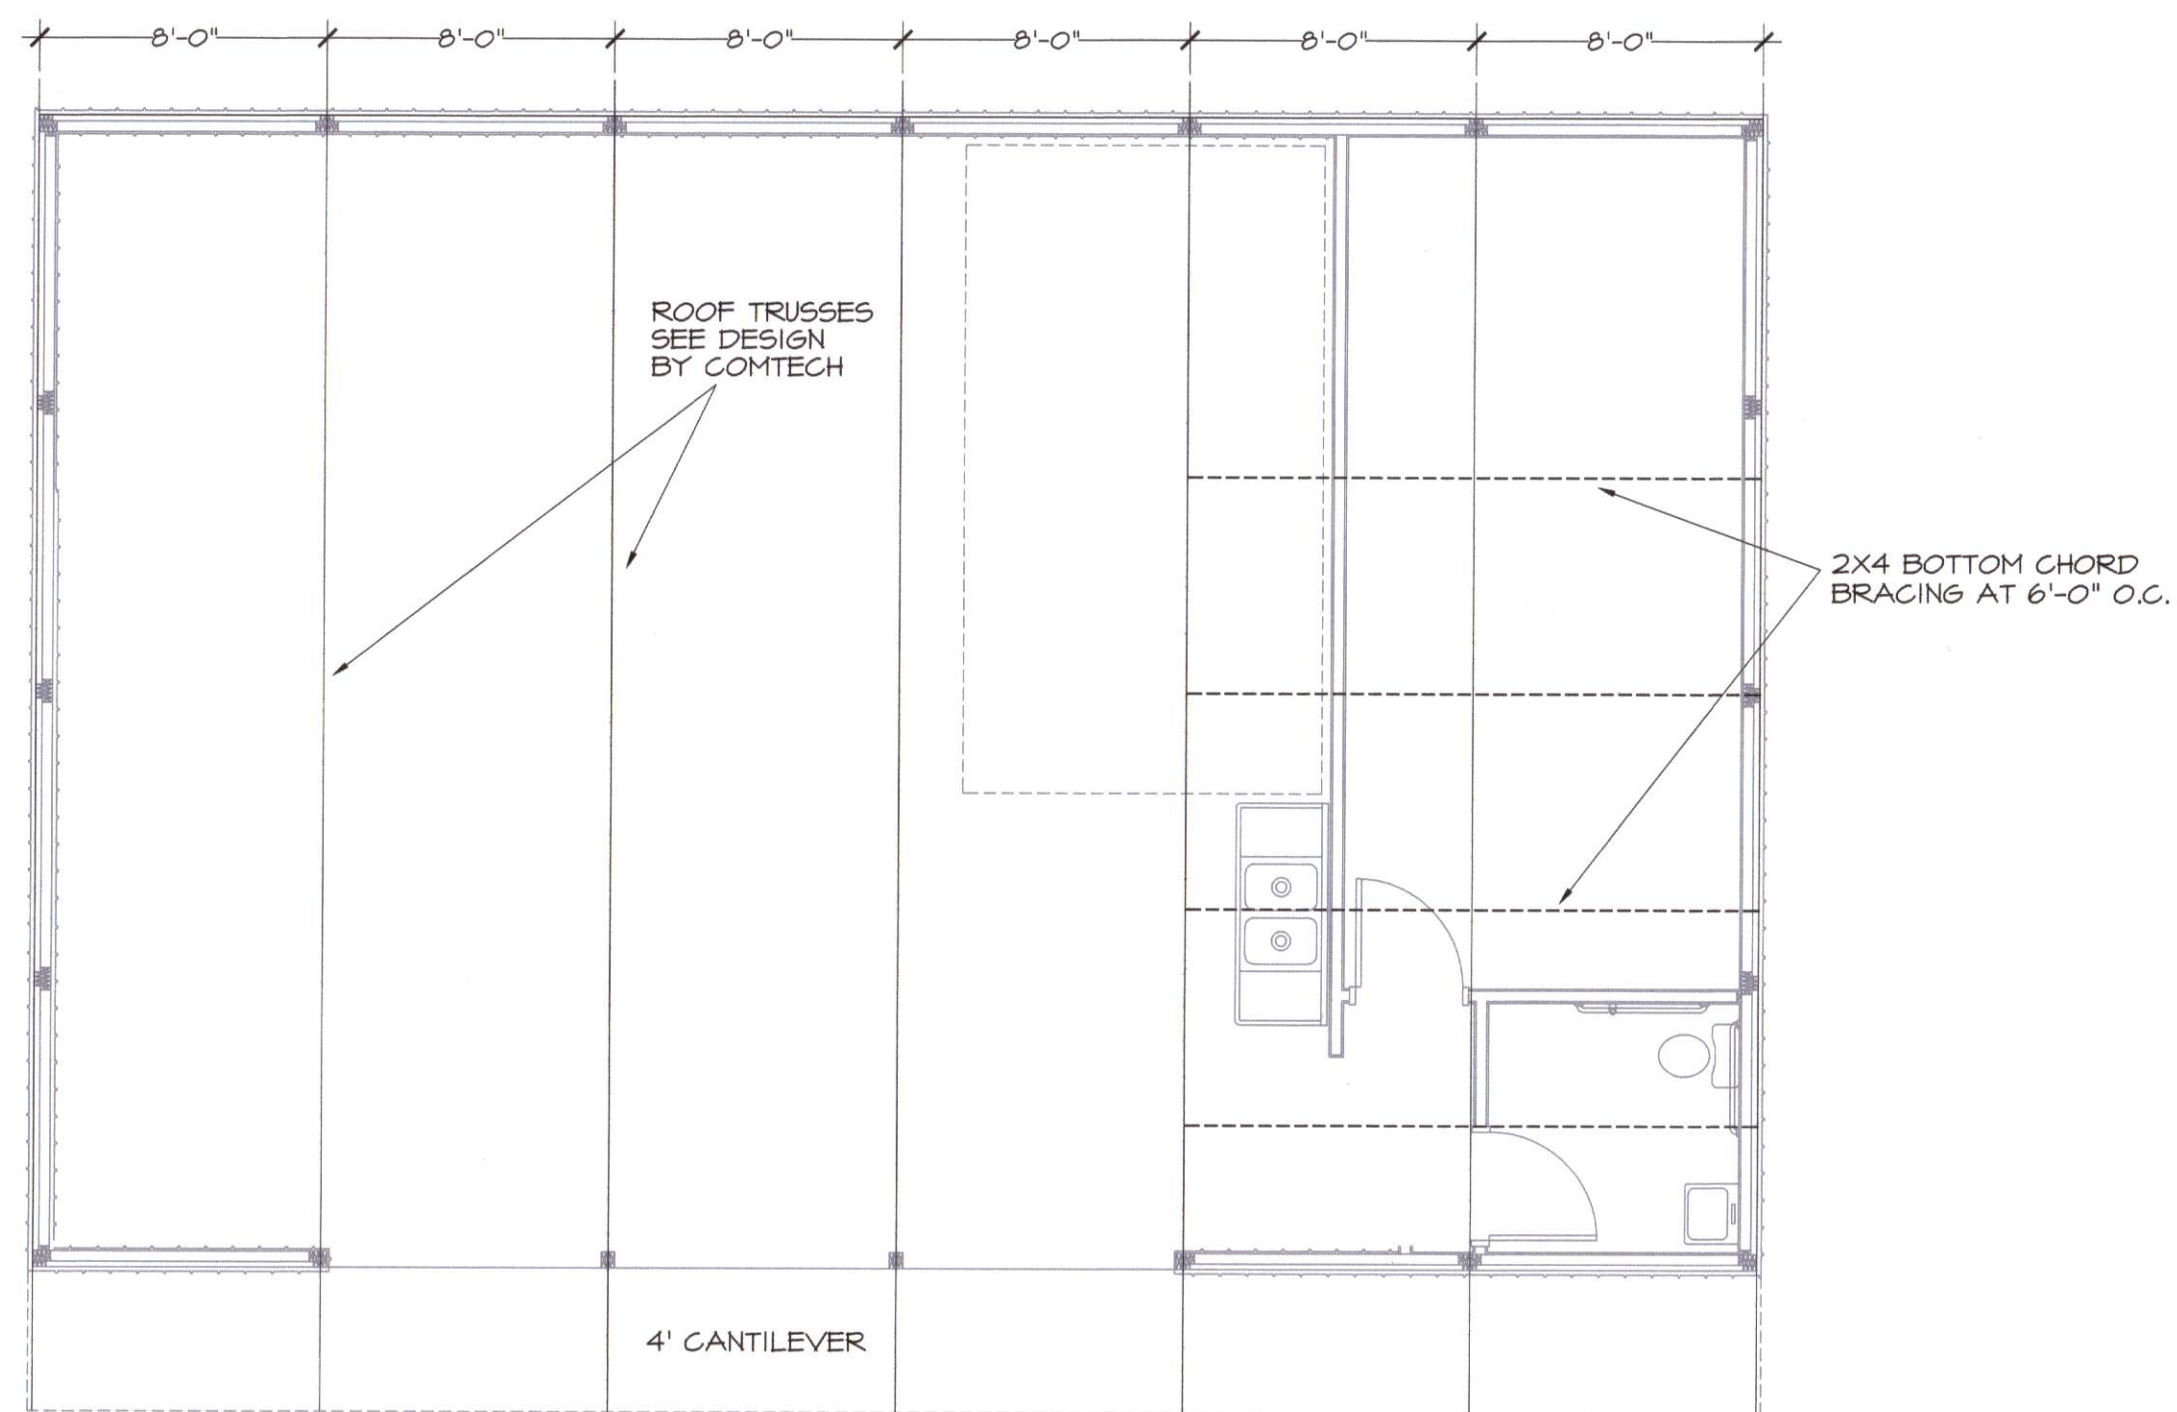 8'-0" 8'-0" 8'-0" 8'-0" 8'-0" 8'-0"
ROOF TRUSSES
SEE DESIGN
BY COMTECH
2X4 BOTTOM CHORD
BRACING AT 6'-0" O.C.
4' CANTILEVER